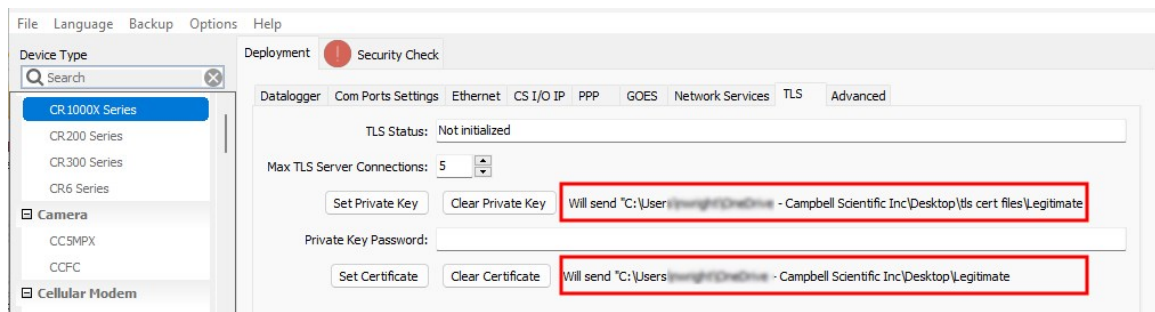 File Language Backup Options Help
Device Type
Search
CR1000X Series
CR200 Series
CR300 Series
CR6 Series
Camera
CC5MPX
CCFC
Cellular Modem
Deployment ! Security Check
Datalogger Com Ports Settings Ethernet CS I/O IP PPP GOES Network Services TLS Advanced
TLS Status: Not initialized
Max TLS Server Connections: 5
Set Private Key Clear Private Key Will send "C:\User - Campbell Scientific Inc\Desktop\tls cert files\Legitimate
Private Key Password:
Set Certificate Clear Certificate Will send "C:\Users - Campbell Scientific Inc\Desktop\Legitimate